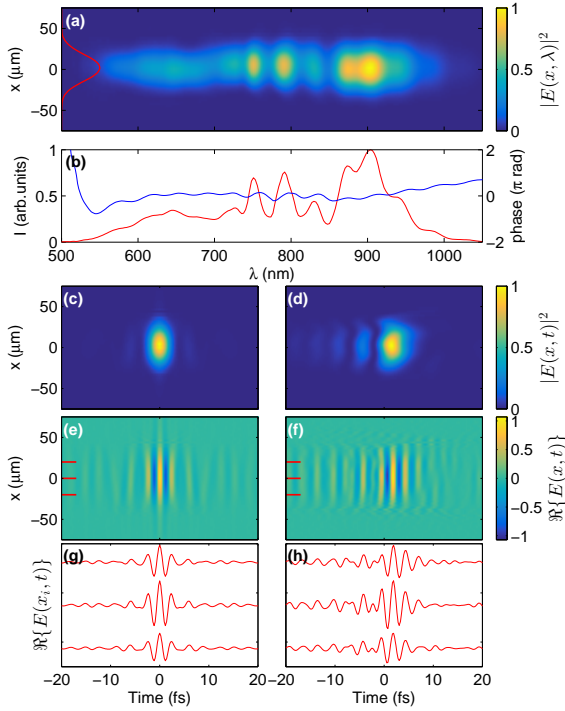 (a)
x (μm)
50
0
−50
1
0.5
0
|E(x, λ)|²
(b)
I (arb.units)
1
0.5
0
2
0
−2
phase (π rad)
500 600 700 800 900 1000
λ (nm)
(c) (d)
x (μm)
50
0
−50
1
0.5
0
|E(x, t)|²
(e) (f)
x (μm)
50
0
−50
1
0.5
0
-0.5
-1
ℜ{E(x, t)}
(g) (h)
ℜ{E(xᵢ, t)}
−20 −10 0 10 20 −20 −10 0 10 20
Time (fs) Time (fs)